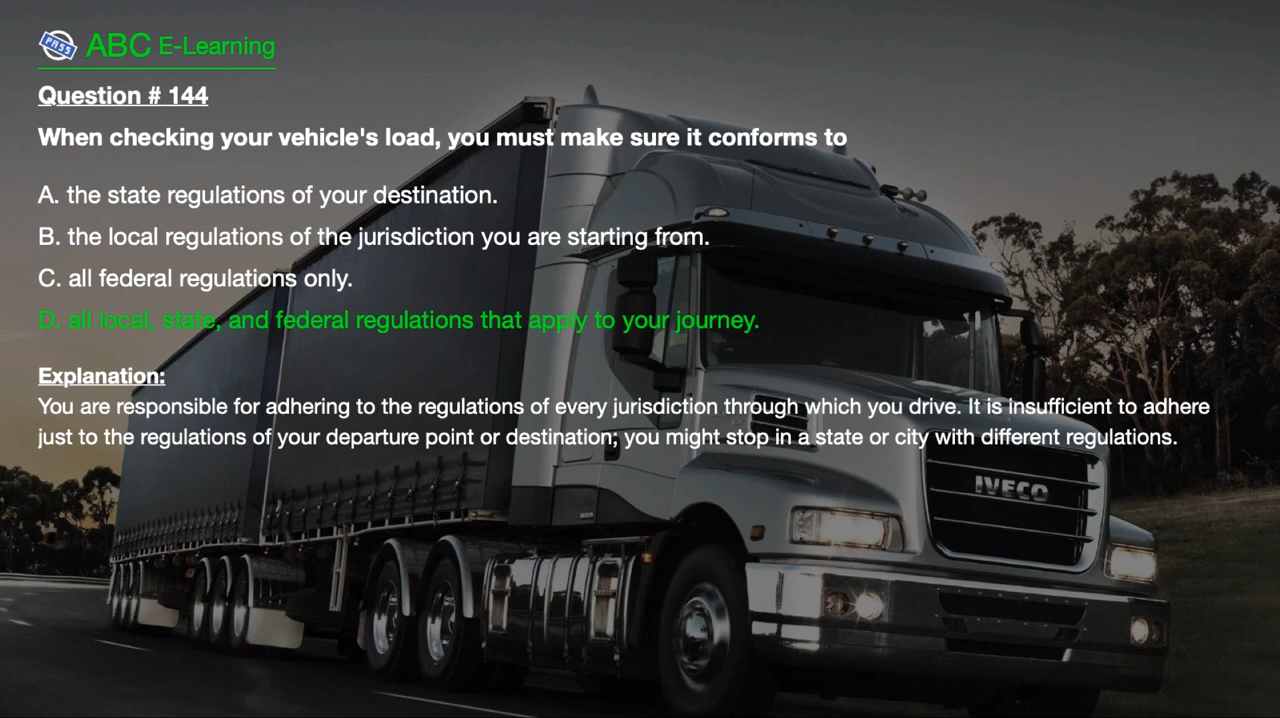 PASS
ABC E-Learning
Question # 144
When checking your vehicle's load, you must make sure it conforms to
A. the state regulations of your destination.
B. the local regulations of the jurisdiction you are starting from.
C. all federal regulations only.
D. all local, state, and federal regulations that apply to your journey.
Explanation:
You are responsible for adhering to the regulations of every jurisdiction through which you drive. It is insufficient to adhere
just to the regulations of your departure point or destination; you might stop in a state or city with different regulations.
IVECO